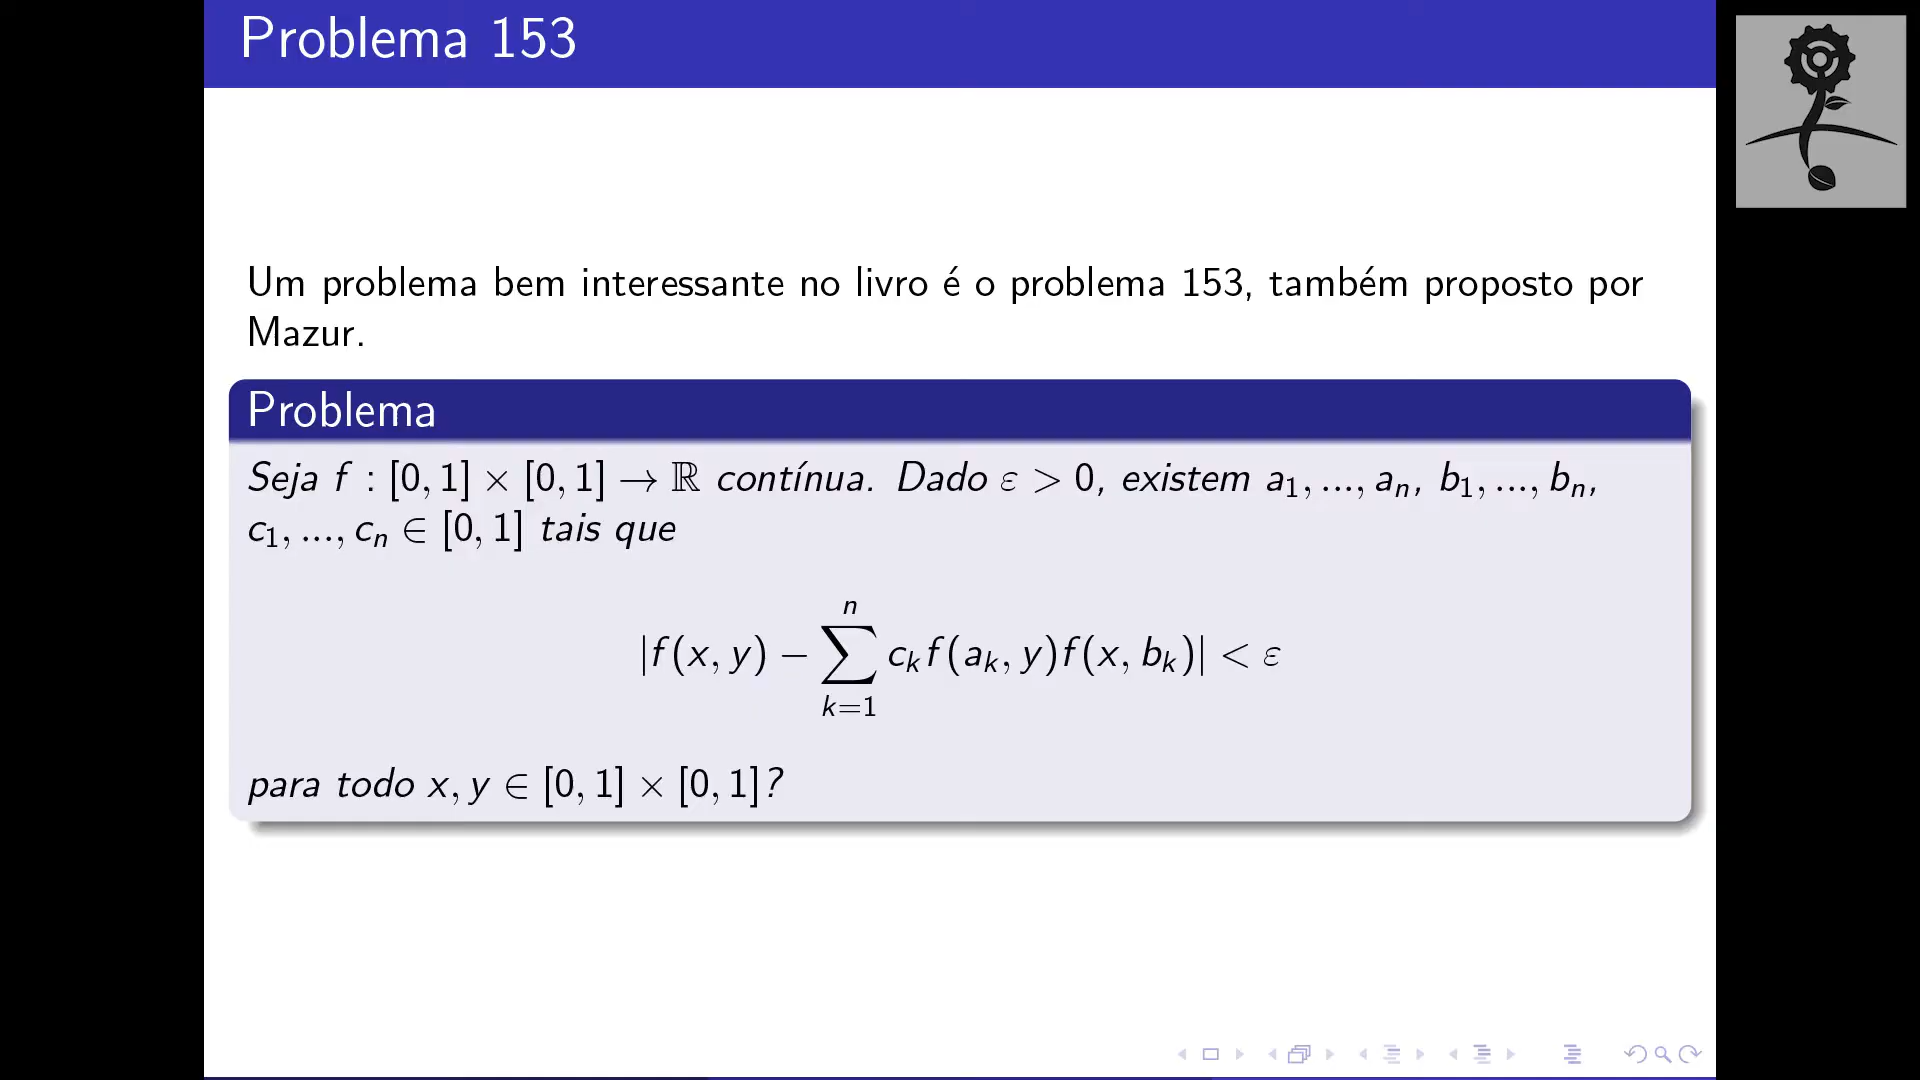 Problema 153
Um problema bem interessante no livro é o problema 153, também proposto por
Mazur.
Problema
Seja f : [0, 1] × [0, 1] → ℝ contínua. Dado ε > 0, existem a₁, ..., aₙ, b₁, ..., bₙ,
c₁, ..., cₙ ∈ [0, 1] tais que
|f(x, y) − ∑ₖ₌₁ⁿ cₖf(aₖ, y)f(x, bₖ)| < ε
para todo x, y ∈ [0, 1] × [0, 1]?